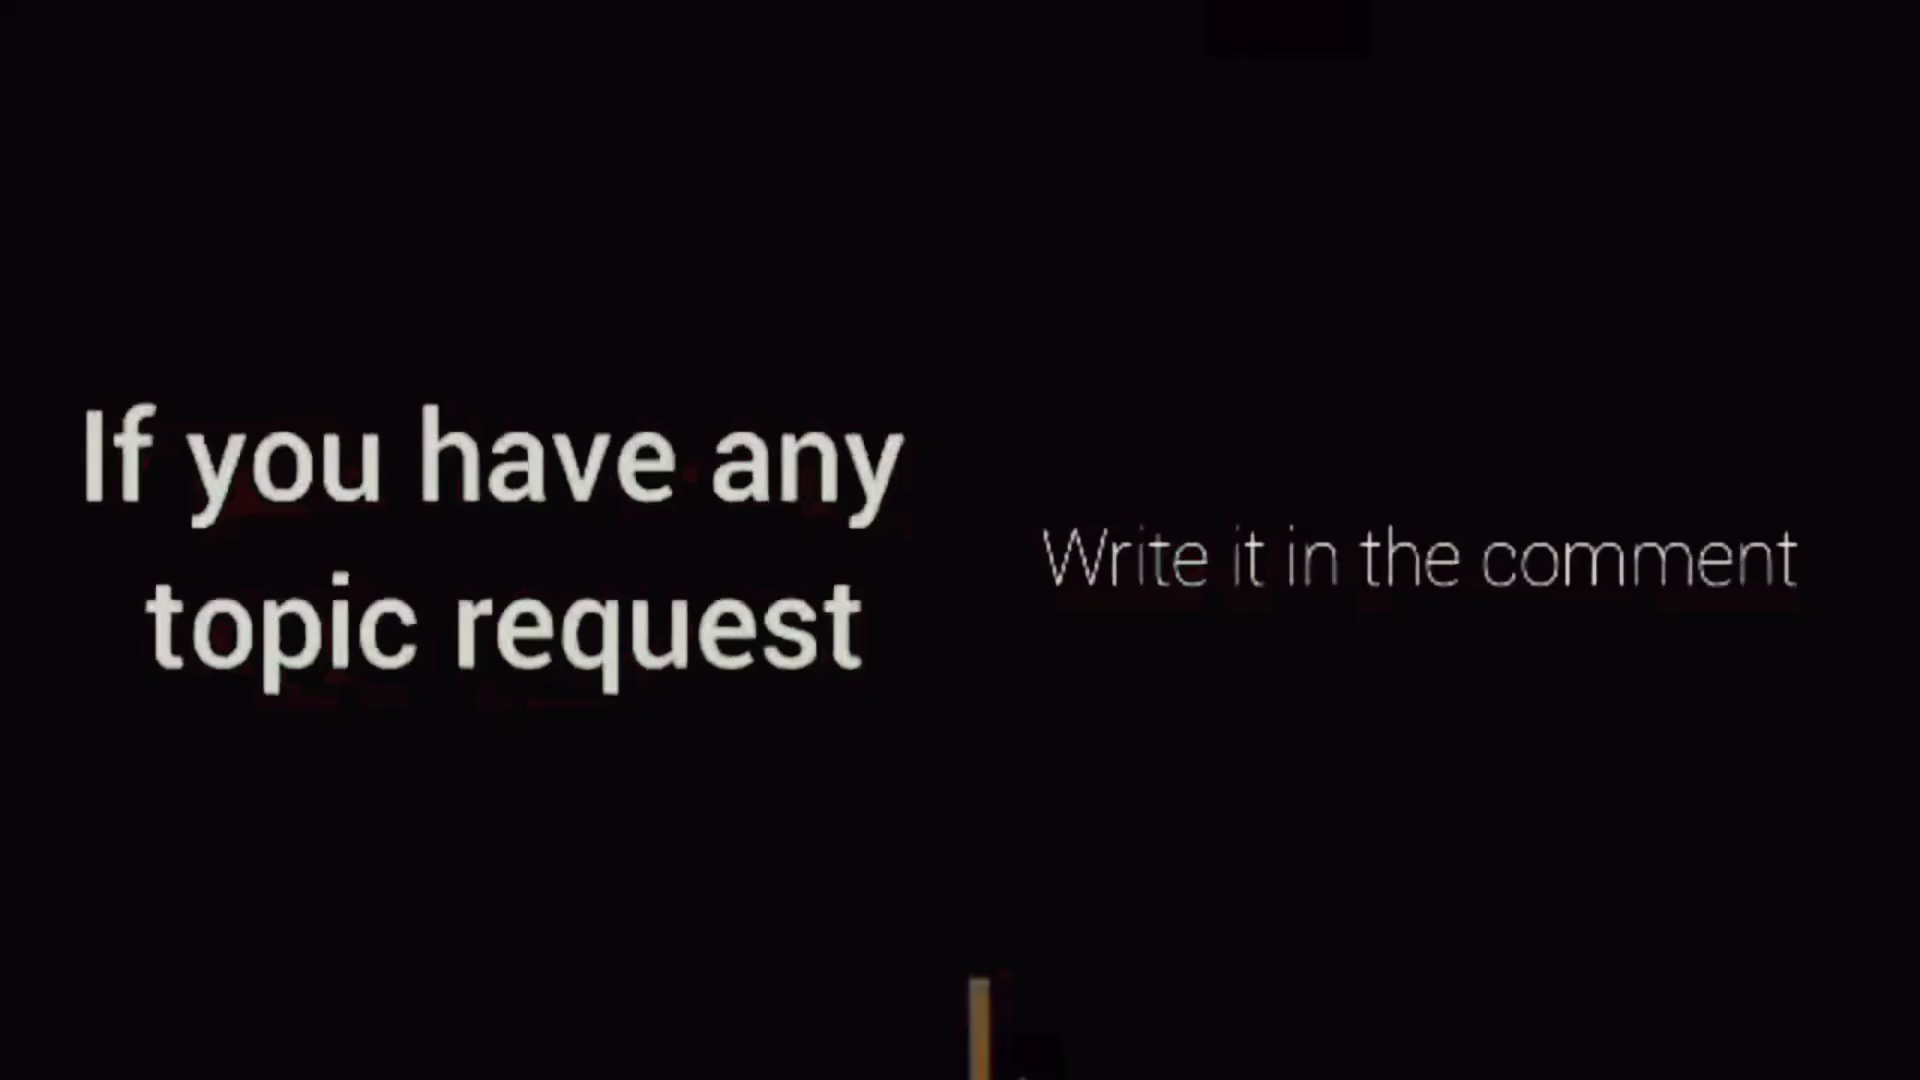 If you have any
topic request
Write it in the comment